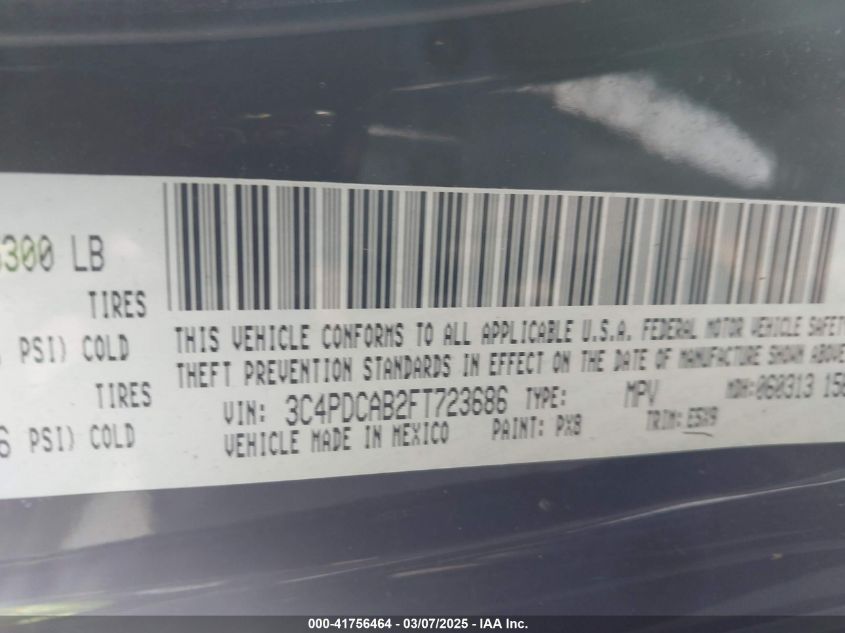 300 LB
TIRES
PSI) COLD
TIRES
PSI) COLD
THIS VEHICLE CONFORMS TO ALL APPLICABLE U.S.A. FEDERAL MOTOR VEHICLE SAFETY
THEFT PREVENTION STANDARDS IN EFFECT ON THE DATE OF MANUFACTURE SHOWN ABOVE
VIN: 3C4PDCAB2FT723686 TYPE: MPV MDH: 060313 150
VEHICLE MADE IN MEXICO PAINT: PX8 TRIM: E5X9
000-41756464 - 03/07/2025 - IAA Inc.